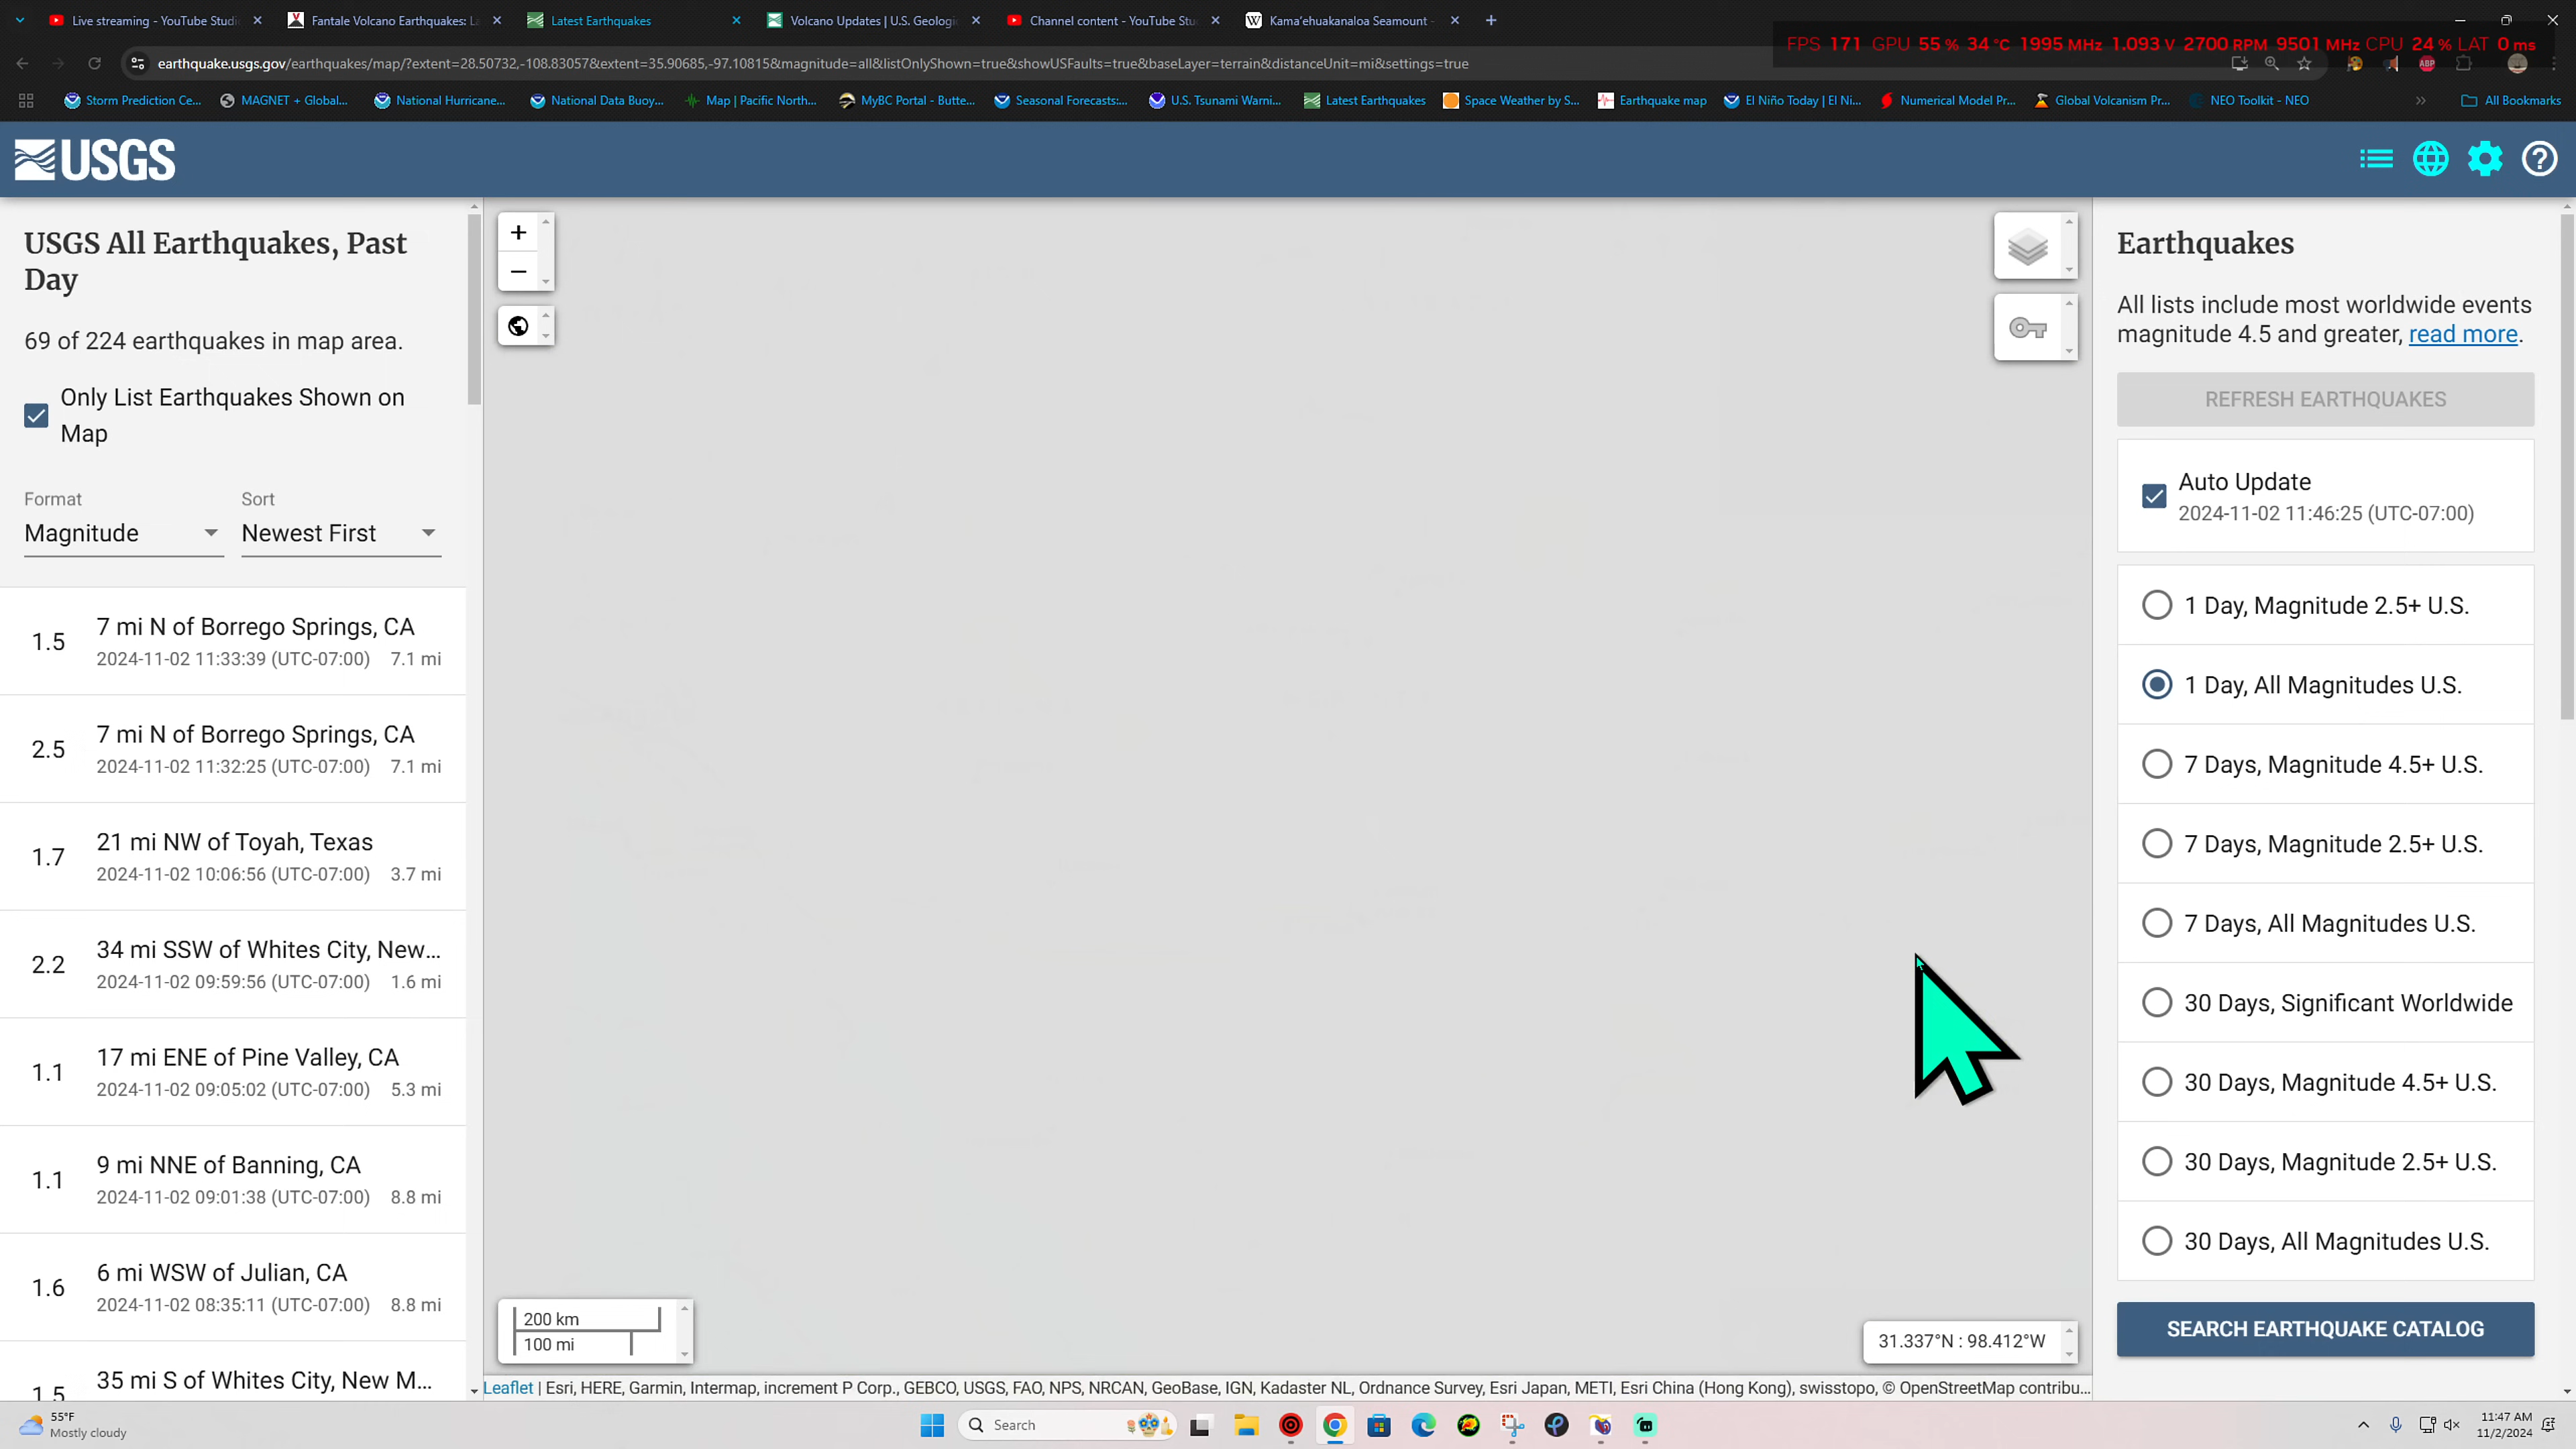 Live streaming - YouTube Studi
Fantale Volcano Earthquakes: La
Latest Earthquakes
Volcano Updates | U.S. Geologi
Channel content - YouTube Stu
Kamaʻehuakanaloa Seamount -
earthquake.usgs.gov/earthquakes/map/?extent=28.50732,-108.83057&extent=35.90685,-97.10815&magnitude=all&listOnlyShown=true&showUSFaults=true&baseLayer=terrain&distanceUnit=mi&settings=true
FPS 171 GPU 55 % 34 °C 1995 MHz 1.093 V 2700 RPM 9501 MHz CPU 24 % LAT 0 ms
ABP
Storm Prediction Ce...
MAGNET + Global...
National Hurricane...
National Data Buoy...
Map | Pacific North...
MyBC Portal - Butte...
Seasonal Forecasts:...
U.S. Tsunami Warni...
Latest Earthquakes
Space Weather by S...
Earthquake map
El Niño Today | El Ni...
Numerical Model Pr...
Global Volcanism Pr...
NEO Toolkit - NEO
All Bookmarks
USGS
USGS All Earthquakes, Past
Day
69 of 224 earthquakes in map area.
Only List Earthquakes Shown on
Map
Format
Sort
Magnitude
Newest First
1.5
7 mi N of Borrego Springs, CA
2024-11-02 11:33:39 (UTC-07:00) 7.1 mi
2.5
7 mi N of Borrego Springs, CA
2024-11-02 11:32:25 (UTC-07:00) 7.1 mi
1.7
21 mi NW of Toyah, Texas
2024-11-02 10:06:56 (UTC-07:00) 3.7 mi
2.2
34 mi SSW of Whites City, New...
2024-11-02 09:59:56 (UTC-07:00) 1.6 mi
1.1
17 mi ENE of Pine Valley, CA
2024-11-02 09:05:02 (UTC-07:00) 5.3 mi
1.1
9 mi NNE of Banning, CA
2024-11-02 09:01:38 (UTC-07:00) 8.8 mi
1.6
6 mi WSW of Julian, CA
2024-11-02 08:35:11 (UTC-07:00) 8.8 mi
1.5
35 mi S of Whites City, New M...
+
−
200 km
100 mi
31.337°N : 98.412°W
Leaflet | Esri, HERE, Garmin, Intermap, increment P Corp., GEBCO, USGS, FAO, NPS, NRCAN, GeoBase, IGN, Kadaster NL, Ordnance Survey, Esri Japan, METI, Esri China (Hong Kong), swisstopo, © OpenStreetMap contribu...
Earthquakes
All lists include most worldwide events
magnitude 4.5 and greater, read more.
REFRESH EARTHQUAKES
Auto Update
2024-11-02 11:46:25 (UTC-07:00)
1 Day, Magnitude 2.5+ U.S.
1 Day, All Magnitudes U.S.
7 Days, Magnitude 4.5+ U.S.
7 Days, Magnitude 2.5+ U.S.
7 Days, All Magnitudes U.S.
30 Days, Significant Worldwide
30 Days, Magnitude 4.5+ U.S.
30 Days, Magnitude 2.5+ U.S.
30 Days, All Magnitudes U.S.
SEARCH EARTHQUAKE CATALOG
55°F
Mostly cloudy
Search
11:47 AM
11/2/2024